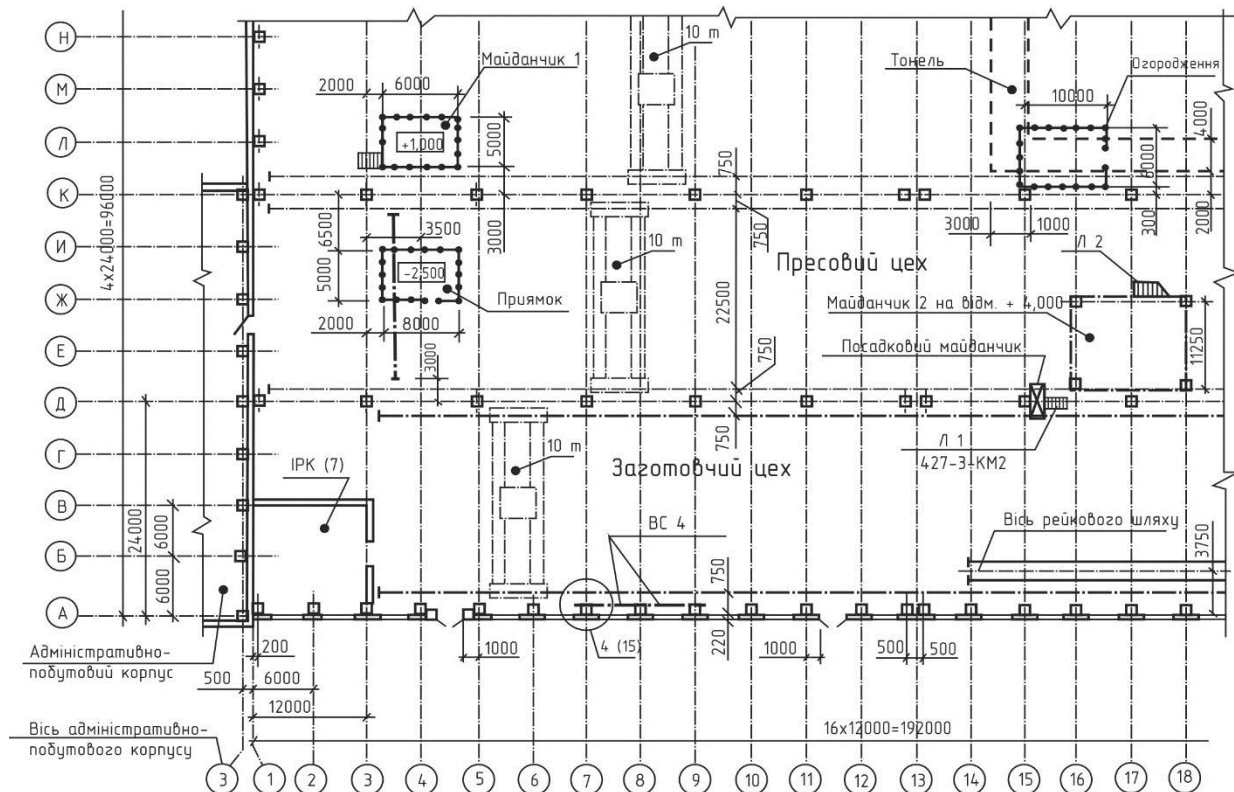 Н
М
Л
К
И
Ж
Е
Д
Г
В
Б
А
4х24000=96000
24000
6000
6000
Майданчик 1
2000
6000
+1,000
5000
3000
6500
3500
5000
-2,500
Приямок
2000
8000
3000
10 т
10 т
10 т
750
750
22500
750
750
Тонель
Огородження
10000
4000
6000
3000
1000
300
2000
Пресовий цех
Л 2
Майданчик 2 на відм. + 4,000
Посадковий майданчик
11250
Л 1
427-3-КМ2
Заготовчий цех
ІРК (7)
ВС 4
Вісь рейкового шляху
3750
750
220
4 (15)
1000
1000
500
500
Адміністративно-
побутовий корпус
200
500
6000
12000
Вісь адміністративно-
побутового корпусу
16х12000=192000
3
1
2
3
4
5
6
7
8
9
10
11
12
13
14
15
16
17
18